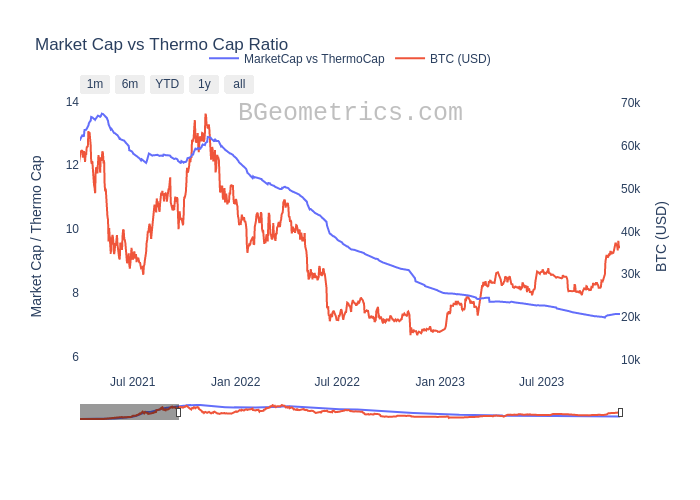 Market Cap vs Thermo Cap Ratio
MarketCap vs ThermoCap BTC (USD)
1m 6m YTD 1y all
BGeometrics.com
14
12
10
8
6
Market Cap / Thermo Cap
70k
60k
50k
40k
30k
20k
10k
BTC (USD)
Jul 2021 Jan 2022 Jul 2022 Jan 2023 Jul 2023